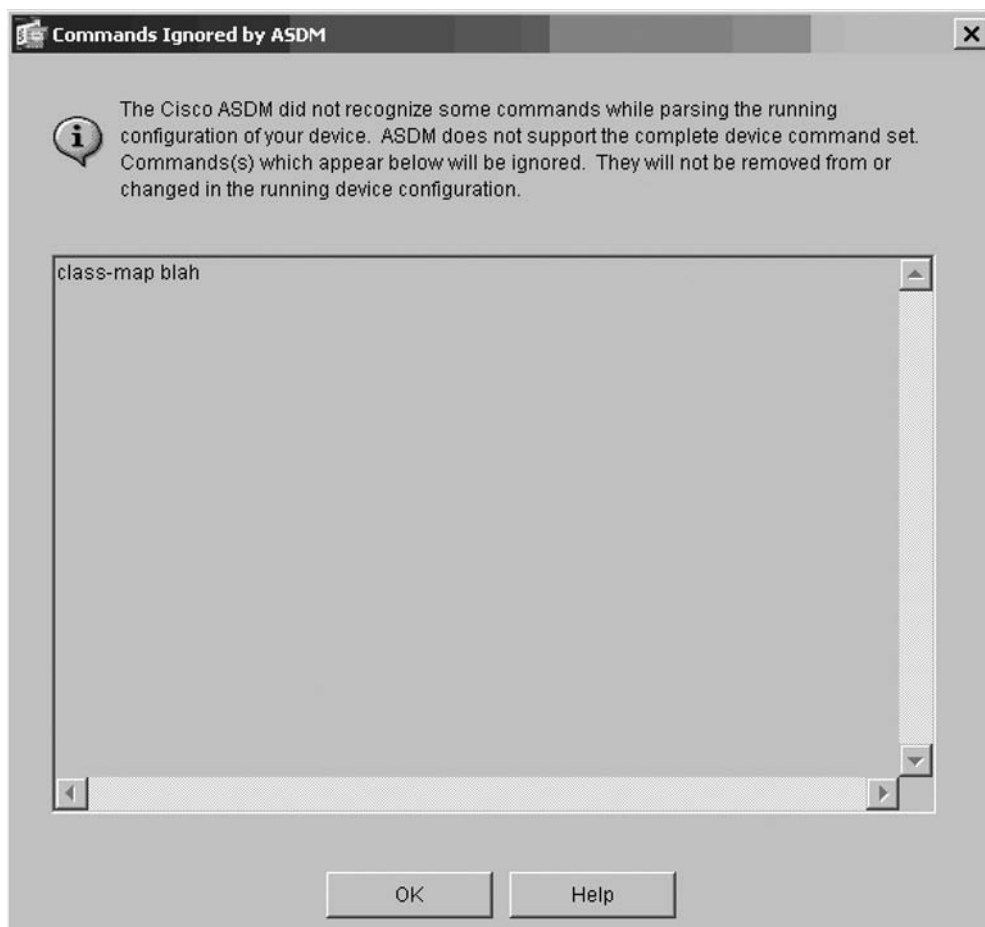 Commands Ignored by ASDM
The Cisco ASDM did not recognize some commands while parsing the running
configuration of your device. ASDM does not support the complete device command set.
Commands(s) which appear below will be ignored. They will not be removed from or
changed in the running device configuration.
class-map blah
OK
Help